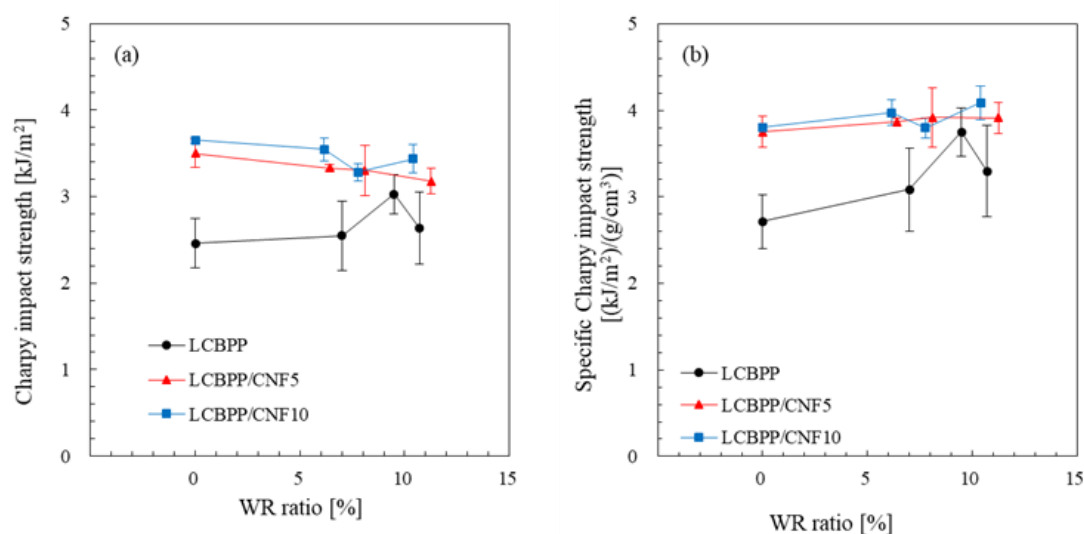 (a)
Charpy impact strength [kJ/m²]
5
4
3
2
1
0
LCBPP
LCBPP/CNF5
LCBPP/CNF10
0 5 10 15
WR ratio [%]
(b)
Specific Charpy impact strength
[(kJ/m²)/(g/cm³)]
5
4
3
2
1
0
LCBPP
LCBPP/CNF5
LCBPP/CNF10
0 5 10 15
WR ratio [%]